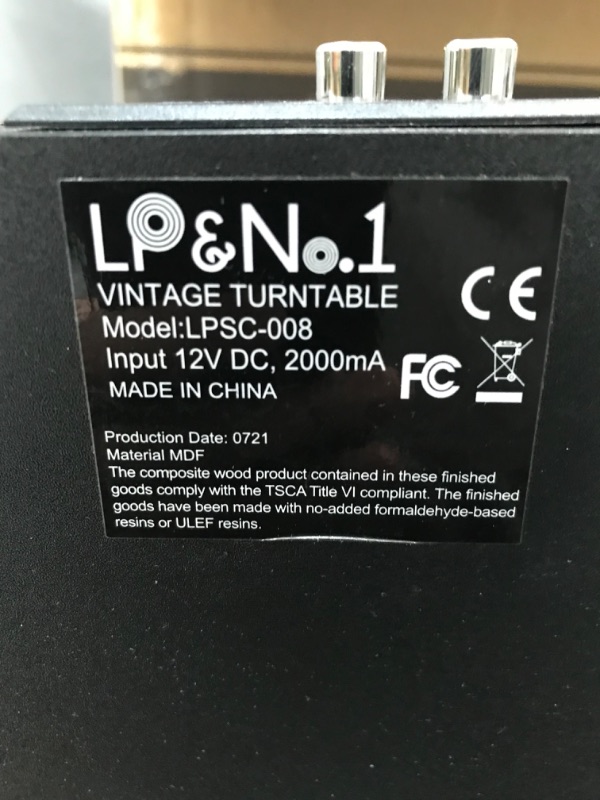 LP&No.1
VINTAGE TURNTABLE
Model:LPSC-008
Input 12V DC, 2000mA
MADE IN CHINA
CE
FC
Production Date: 0721
Material MDF
The composite wood product contained in these finished
goods comply with the TSCA Title VI compliant. The finished
goods have been made with no-added formaldehyde-based
resins or ULEF resins.